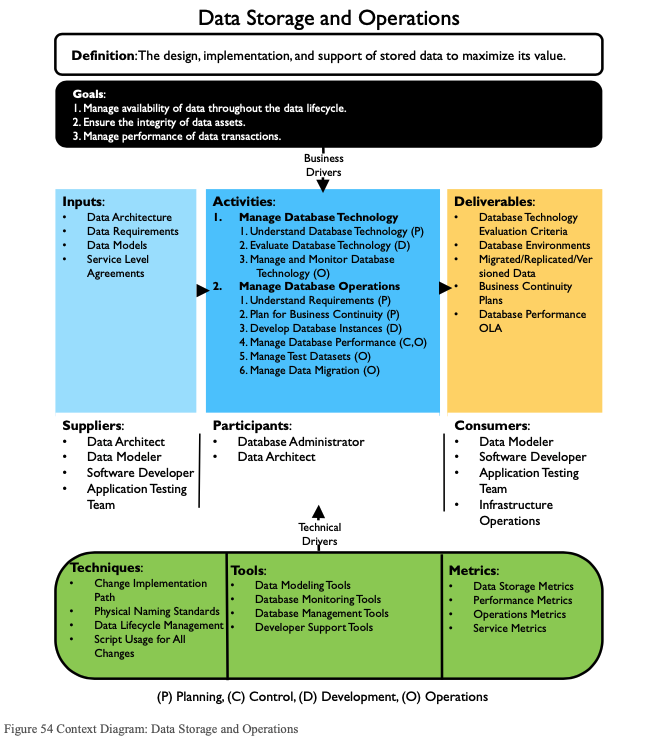 Data Storage and Operations
Definition: The design, implementation, and support of stored data to maximize its value.
Goals:
1. Manage availability of data throughout the data lifecycle.
2. Ensure the integrity of data assets.
3. Manage performance of data transactions.
Business
Drivers
Inputs:
• Data Architecture
• Data Requirements
• Data Models
• Service Level
Agreements
Activities:
1. Manage Database Technology
1. Understand Database Technology (P)
2. Evaluate Database Technology (D)
3. Manage and Monitor Database
Technology (O)
2. Manage Database Operations
1. Understand Requirements (P)
2. Plan for Business Continuity (P)
3. Develop Database Instances (D)
4. Manage Database Performance (C,O)
5. Manage Test Datasets (O)
6. Manage Data Migration (O)
Deliverables:
• Database Technology
Evaluation Criteria
• Database Environments
• Migrated/Replicated/Ver
sioned Data
• Business Continuity
Plans
• Database Performance
OLA
Suppliers:
• Data Architect
• Data Modeler
• Software Developer
• Application Testing
Team
Participants:
• Database Administrator
• Data Architect
Consumers:
• Data Modeler
• Software Developer
• Application Testing
Team
• Infrastructure
Operations
Technical
Drivers
Techniques:
• Change Implementation
Path
• Physical Naming Standards
• Data Lifecycle Management
• Script Usage for All
Changes
Tools:
• Data Modeling Tools
• Database Monitoring Tools
• Database Management Tools
• Developer Support Tools
Metrics:
• Data Storage Metrics
• Performance Metrics
• Operations Metrics
• Service Metrics
(P) Planning, (C) Control, (D) Development, (O) Operations
Figure 54 Context Diagram: Data Storage and Operations